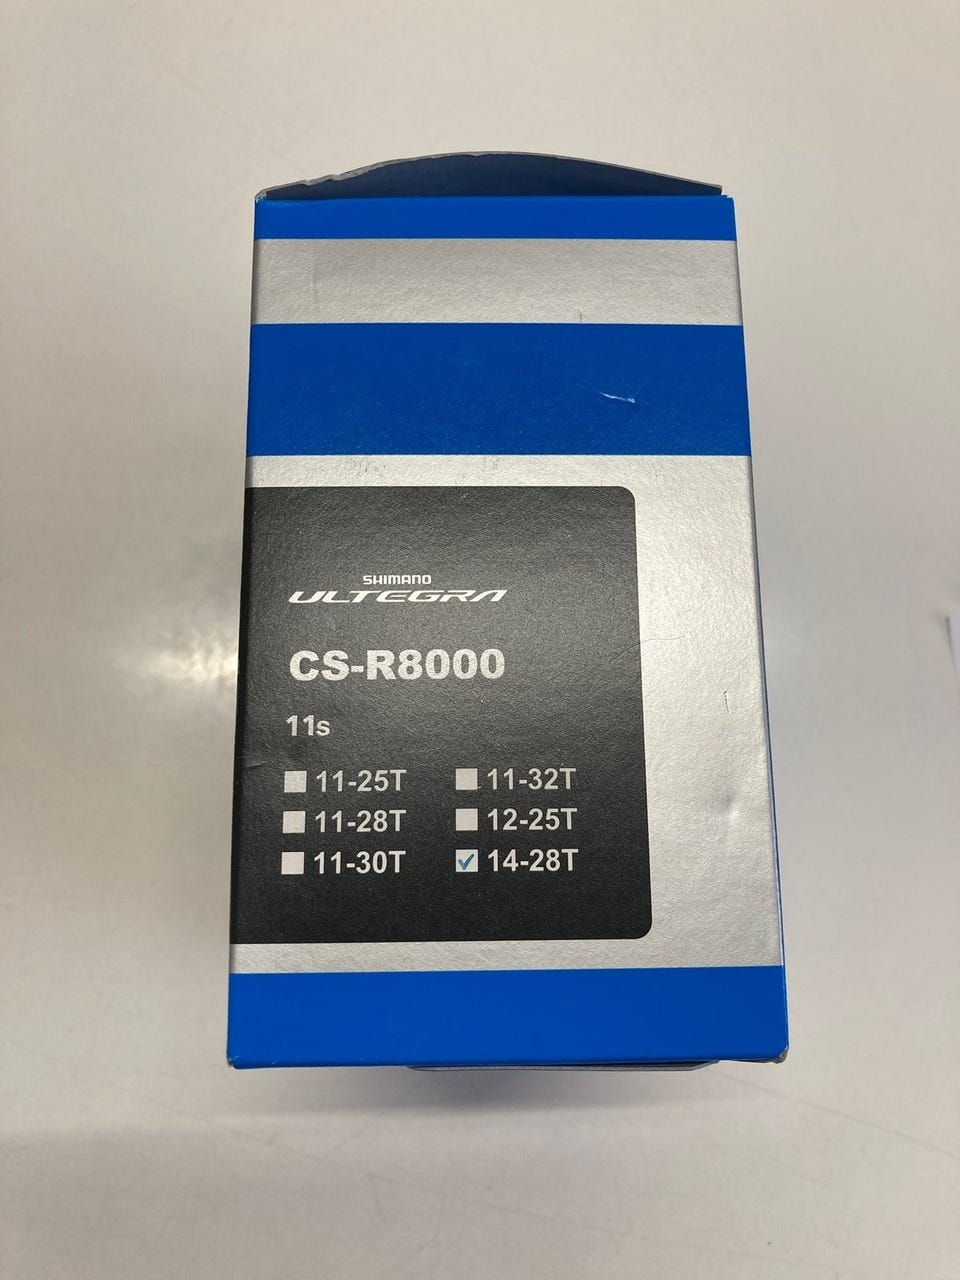 SHIMANO
ULTEGRA
CS-R8000
11s
11-25T 11-32T
11-28T 12-25T
11-30T 14-28T